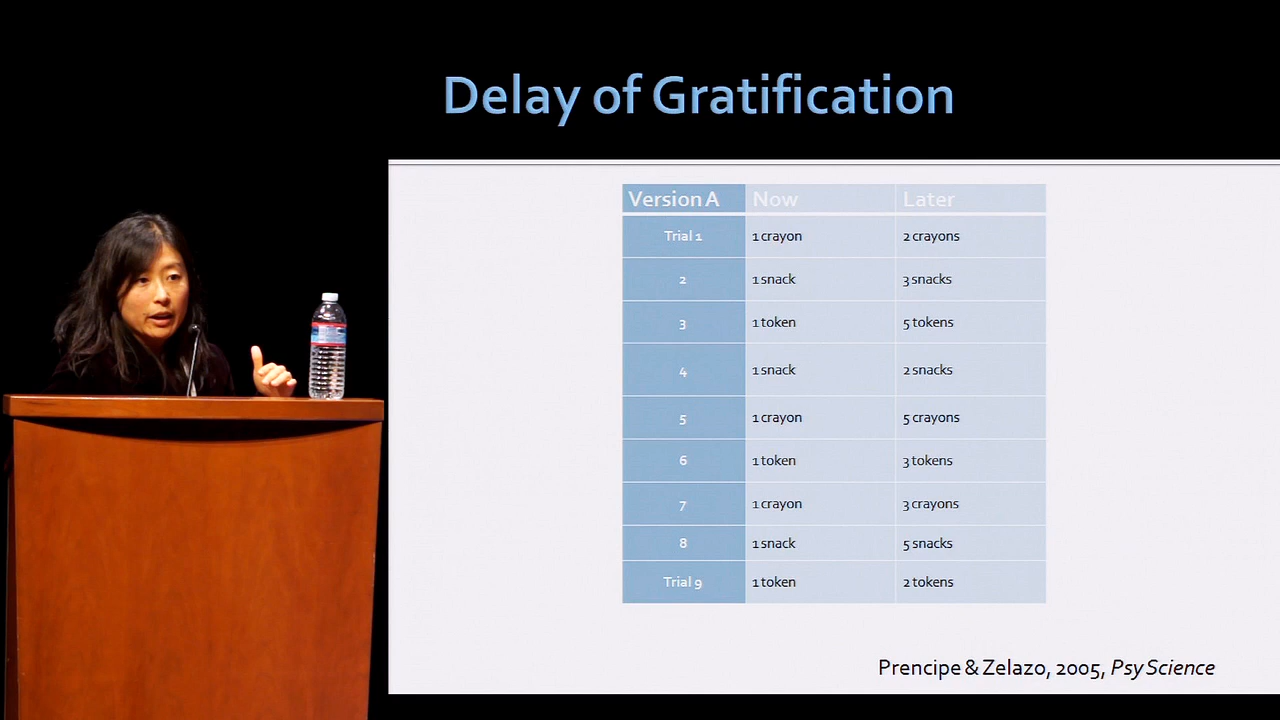 Delay of Gratification
Version A Now Later
Trial 1 1 crayon 2 crayons
2 1 snack 3 snacks
3 1 token 5 tokens
4 1 snack 2 snacks
5 1 crayon 5 crayons
6 1 token 3 tokens
7 1 crayon 3 crayons
8 1 snack 5 snacks
Trial 9 1 token 2 tokens
Prencipe & Zelazo, 2005, Psy Science